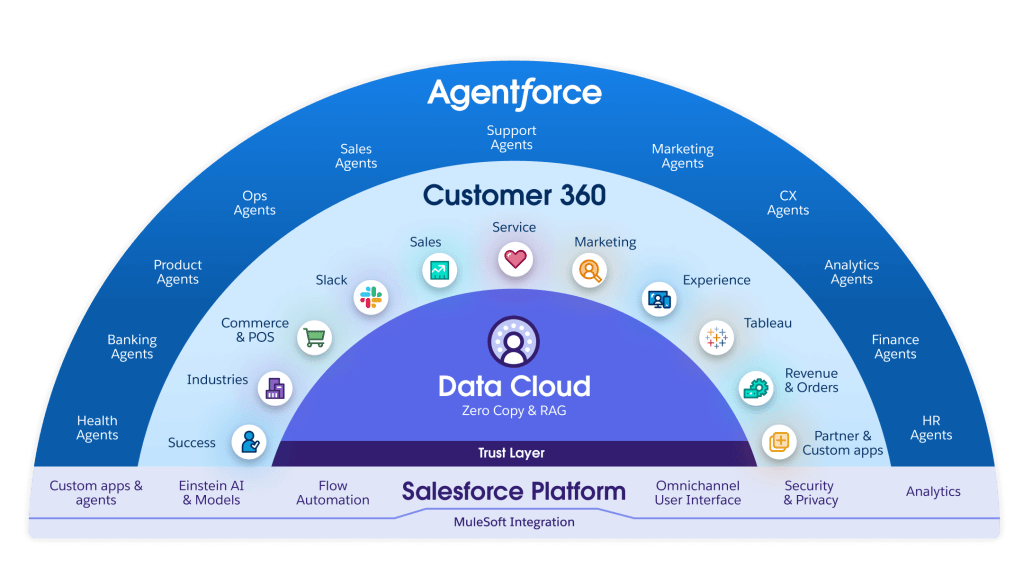 Agentforce
Support
Agents
Sales
Agents
Marketing
Agents
Ops
Agents
CX
Agents
Product
Agents
Analytics
Agents
Banking
Agents
Finance
Agents
Health
Agents
HR
Agents
Customer 360
Service
Sales
Marketing
Slack
Experience
Commerce
& POS
Tableau
Industries
Revenue
& Orders
Success
Partner &
Custom apps
Data Cloud
Zero Copy & RAG
Trust Layer
Custom apps &
agents
Einstein AI
& Models
Flow
Automation
Salesforce Platform
Omnichannel
User Interface
Security
& Privacy
Analytics
MuleSoft Integration